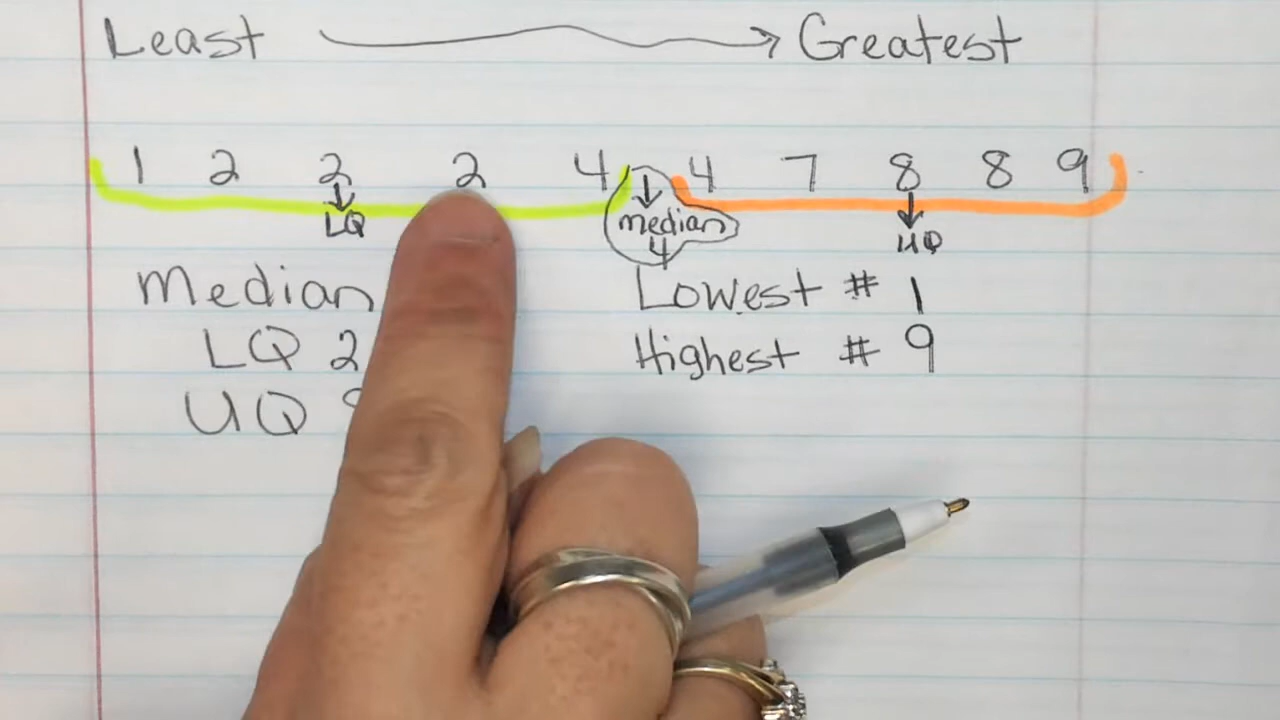 Least → Greatest
1 2 2 2 4 4 7 8 8 9
↓ LQ ↓ median 4 ↓ UQ
Median Lowest # 1
LQ 2 Highest # 9
UQ